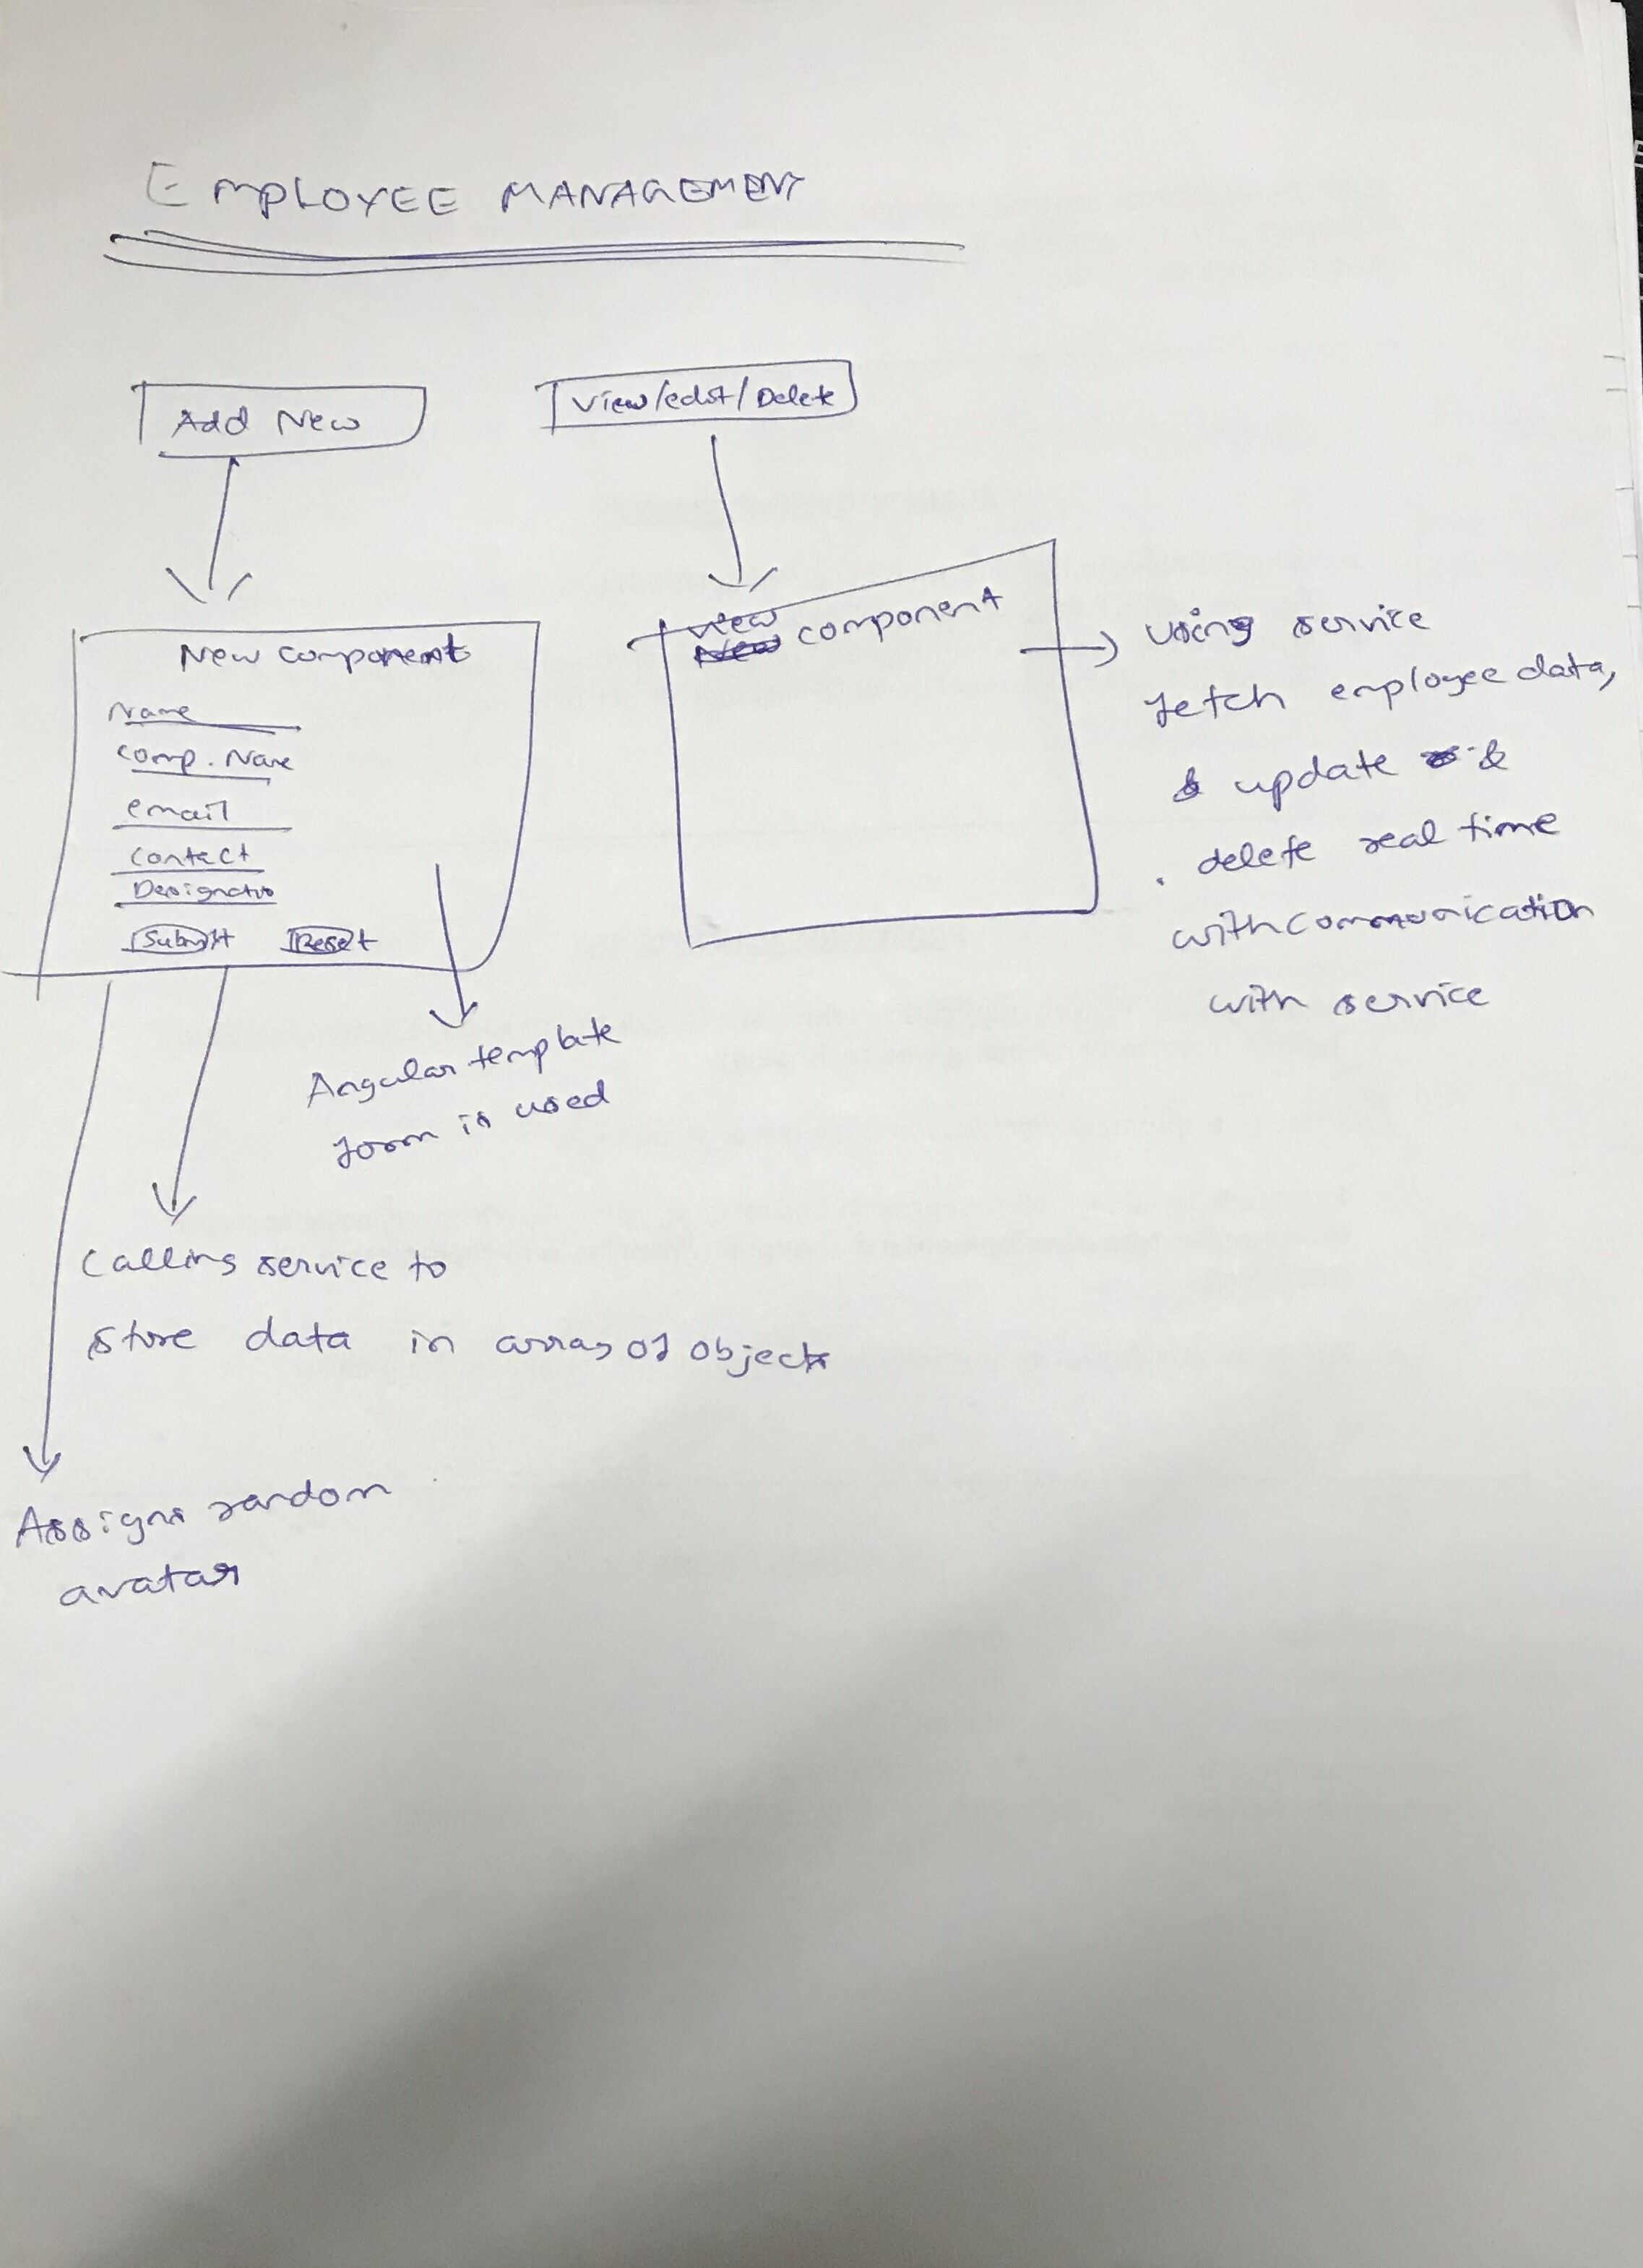 EMPLOYEE MANAGEMENT
Add New
View/edit/Delete
New component
Name
Comp. Name
email
Contact
Designation
Submit Reset
view
component
using service
fetch employee data,
& update &
delete real time
with communication
with service
Angular template
form is used
Calling service to
store data in array of objects
Assigns random
avatar